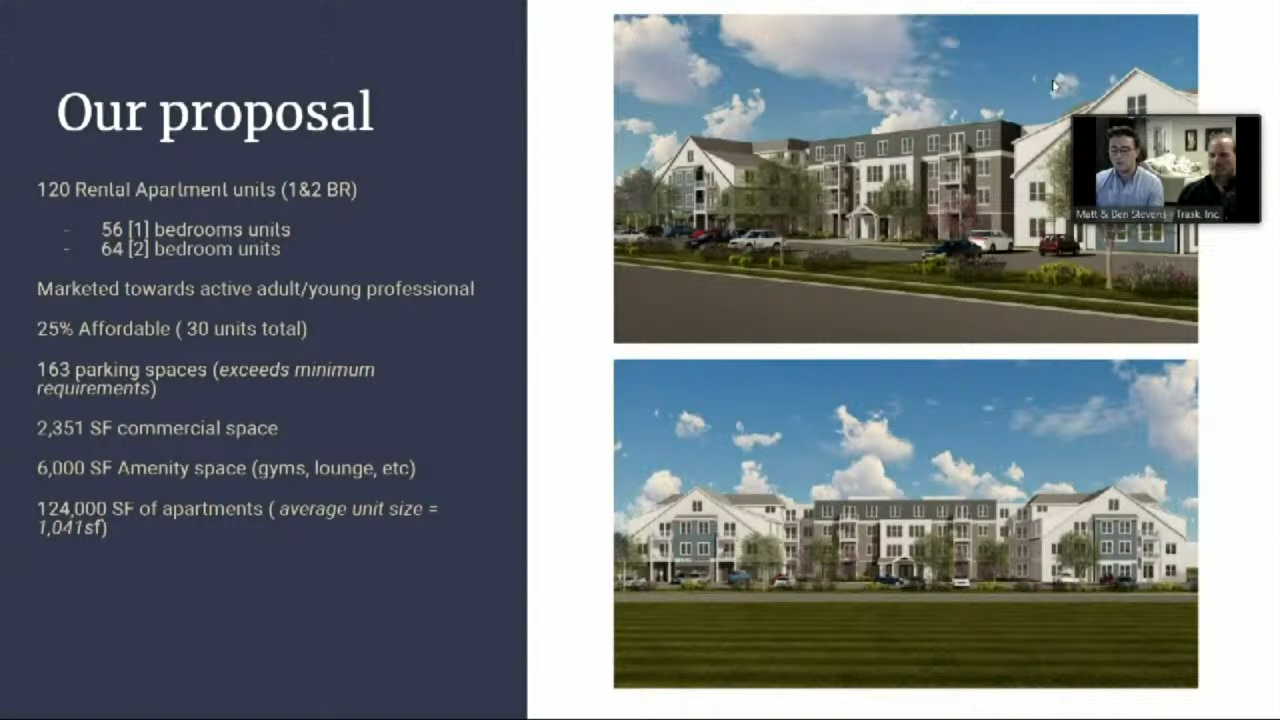 Our proposal
120 Rental Apartment units (1&2 BR)
- 56 [1] bedrooms units
- 64 [2] bedroom units
Marketed towards active adult/young professional
25% Affordable ( 30 units total)
163 parking spaces (exceeds minimum
requirements)
2,351 SF commercial space
6,000 SF Amenity space (gyms, lounge, etc)
124,000 SF of apartments ( average unit size =
1,041sf)
Matt & Ben Stevens - Trask, Inc.